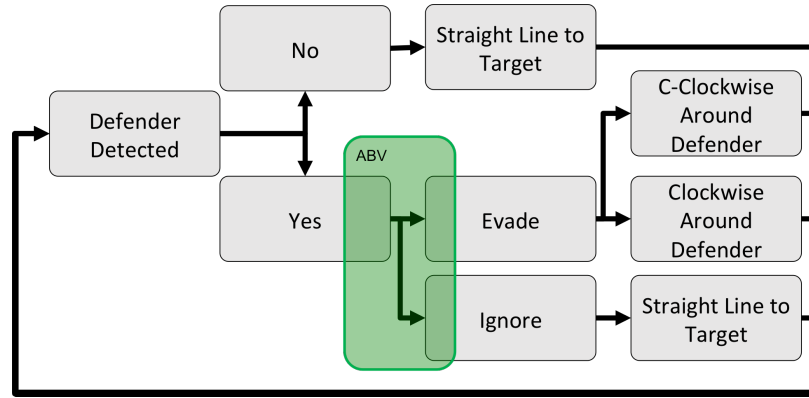 No
Straight Line to
Target
Defender
Detected
C-Clockwise
Around
Defender
ABV
Yes
Evade
Clockwise
Around
Defender
Ignore
Straight Line to
Target